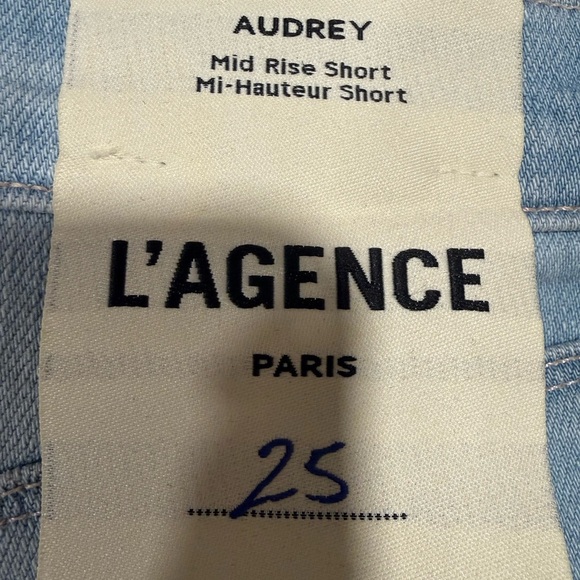 AUDREY
Mid Rise Short
Mi-Hauteur Short
L'AGENCE
PARIS
25